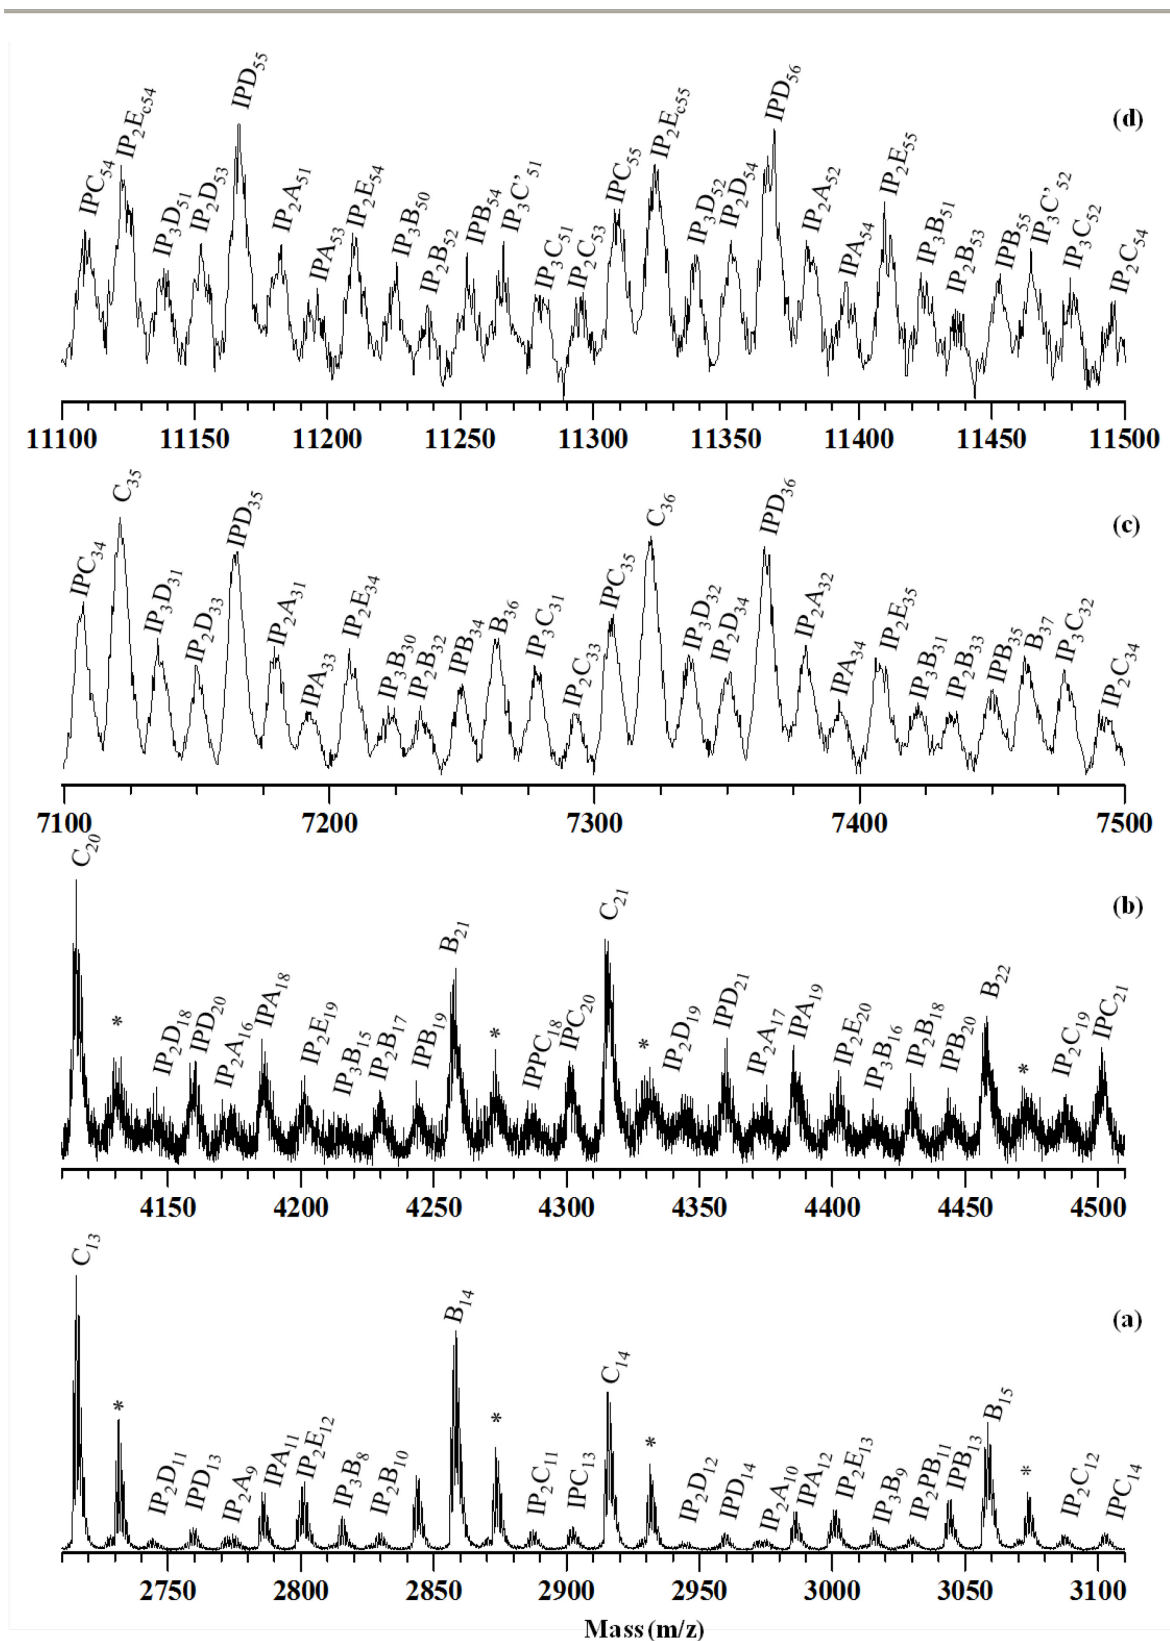 (d)
IPC54
IP2Ec54
IP3D51
IP2D53
IPD55
IP2A51
IPA53
IP2E54
IP3B50
IP2B52
IPB54
IP3C'51
IP3C51
IP2C53
IPC55
IP2Ec55
IP3D52
IP2D54
IPD56
IP2A52
IPA54
IP2E55
IP3B51
IP2B53
IPB55
IP3C'52
IP3C52
IP2C54
11100 11150 11200 11250 11300 11350 11400 11450 11500
(c)
IPC34
C35
IP3D31
IP2D33
IPD35
IP2A31
IPA33
IP2E34
IP3B30
IP2B32
IPB34
B36
IP3C31
IP2C33
IPC35
C36
IP3D32
IP2D34
IPD36
IP2A32
IPA34
IP2E35
IP3B31
IP2B33
IPB35
B37
IP3C32
IP2C34
7100 7200 7300 7400 7500
(b)
C20
*
IP2D18
IPD20
IP2A16
IPA18
IP2E19
IP3B15
IP2B17
IPB19
B21
*
IPPC18
IPC20
C21
*
IP2D19
IPD21
IP2A17
IPA19
IP2E20
IP3B16
IP2B18
IPB20
B22
*
IP2C19
IPC21
4150 4200 4250 4300 4350 4400 4450 4500
(a)
C13
*
IP2D11
IPD13
IP2A9
IPA11
IP2E12
IP3B8
IP2B10
B14
*
IP2C11
IPC13
C14
*
IP2D12
IPD14
IP2A10
IPA12
IP2E13
IP3B9
IP2PB11
IPB13
B15
*
IP2C12
IPC14
2750 2800 2850 2900 2950 3000 3050 3100
Mass (m/z)